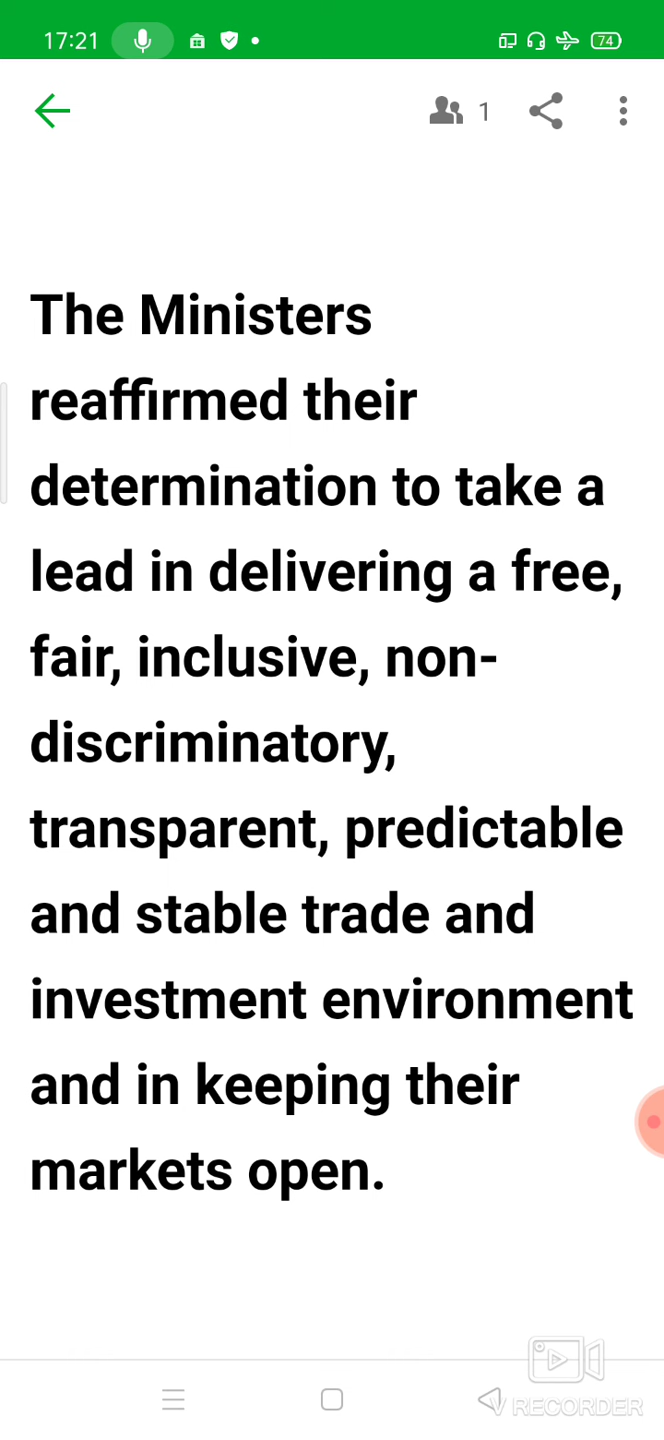 17:21
74
1
The Ministers
reaffirmed their
determination to take a
lead in delivering a free,
fair, inclusive, non-
discriminatory,
transparent, predictable
and stable trade and
investment environment
and in keeping their
markets open.
V RECORDER